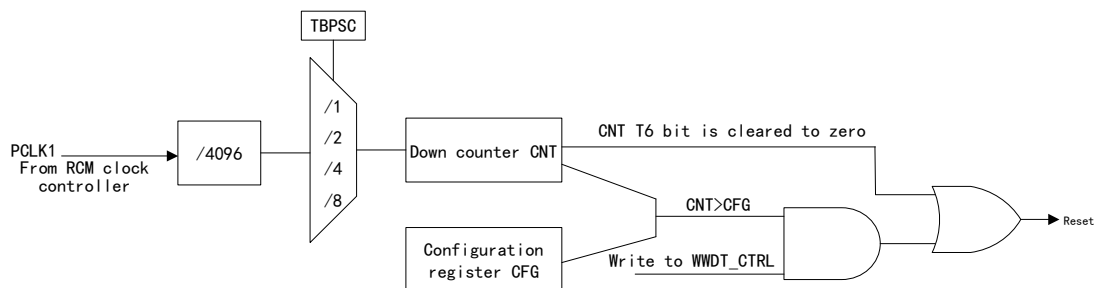 TBPSC
/1
/2
/4
/8
PCLK1
From RCM clock
controller
/4096
Down counter CNT
CNT T6 bit is cleared to zero
CNT>CFG
Configuration
register CFG
Write to WWDT_CTRL
Reset